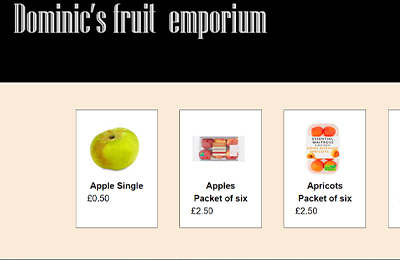 Dominic's fruit emporium
ESSENTIAL
WAITROSE
APRICOTS
Apple Single
£0.50
Apples
Packet of six
£2.50
Apricots
Packet of six
£2.50